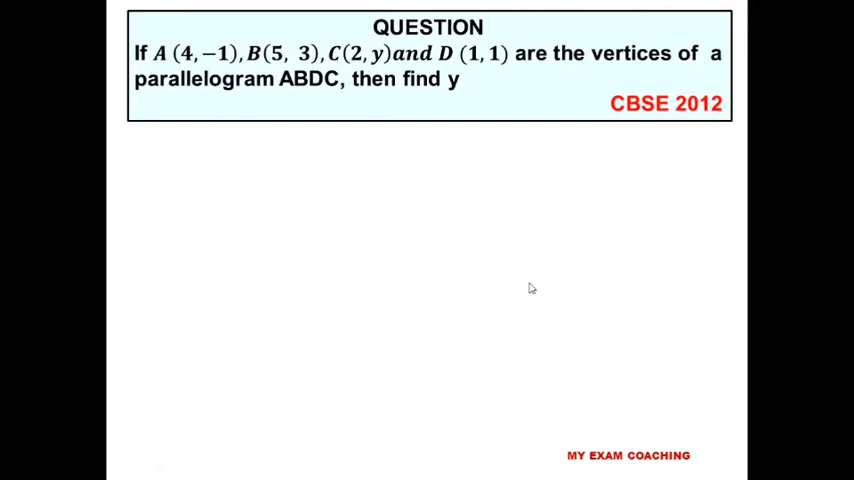 QUESTION
If A (4, −1), B(5, 3), C(2, y)and D (1, 1) are the vertices of a
parallelogram ABDC, then find y
CBSE 2012
MY EXAM COACHING